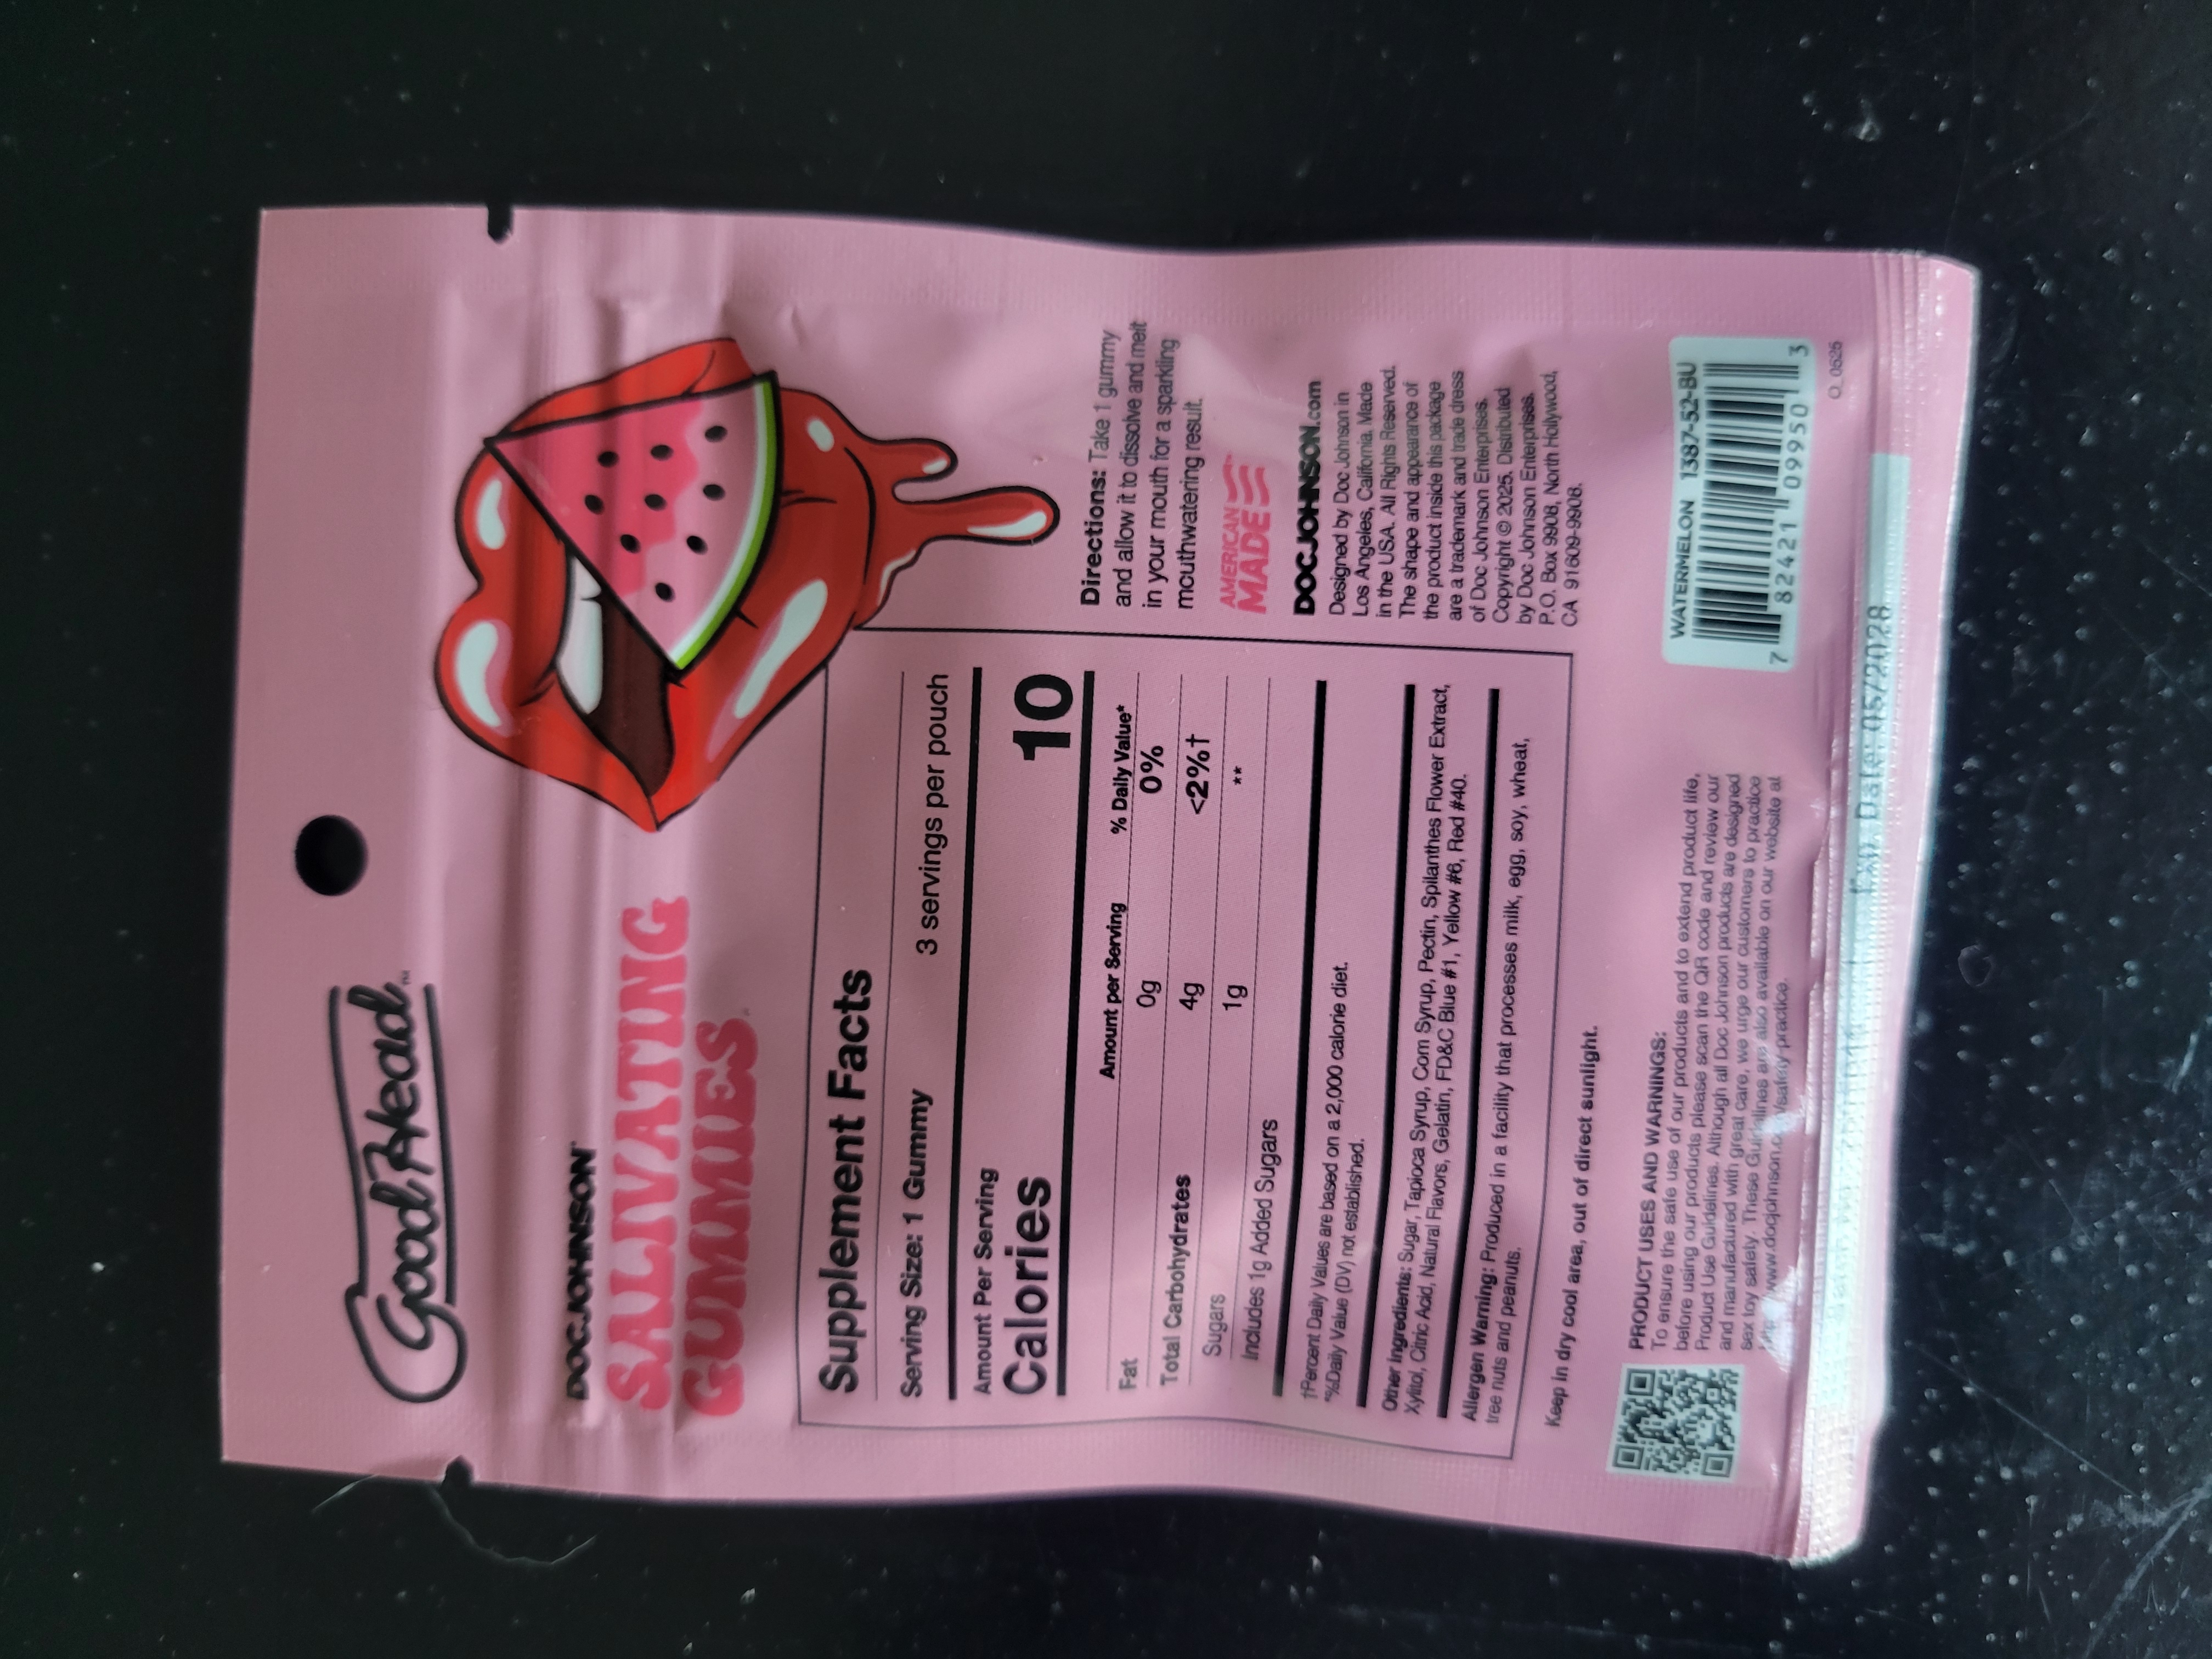 Good Head™
DOC JOHNSON™
SALIVATING
GUMMIES™
Supplement Facts
Serving Size: 1 Gummy 3 servings per pouch
Amount Per Serving
Calories 10
Amount per Serving % Daily Value*
Fat 0g 0%
Total Carbohydrates 4g <2%†
Sugars 1g **
Includes 1g Added Sugars
†Percent Daily Values are based on a 2,000 calorie diet.
*%Daily Value (DV) not established.
Other Ingredients: Sugar, Tapioca Syrup, Corn Syrup, Pectin, Spilanthes Flower Extract,
Xylitol, Citric Acid, Natural Flavors, Gelatin, FD&C Blue #1, Yellow #6, Red #40.
Allergen Warning: Produced in a facility that processes milk, egg, soy, wheat,
tree nuts and peanuts.
Keep in dry cool area, out of direct sunlight.
Directions: Take 1 gummy
and allow it to dissolve and melt
in your mouth for a sparkling
mouthwatering result.
AMERICAN
MADE
DOCJOHNSON.com
Designed by Doc Johnson in
Los Angeles, California. Made
in the USA. All Rights Reserved.
The shape and appearance of
the product inside this package
are a trademark and trade dress
of Doc Johnson Enterprises.
Copyright © 2025. Distributed
by Doc Johnson Enterprises.
P.O. Box 9908, North Hollywood,
CA 91609-9908.
PRODUCT USES AND WARNINGS:
To ensure the safe use of our products and to extend product life,
before using our products please scan the QR code and review our
Product Use Guidelines. Although all Doc Johnson products are designed
and manufactured with great care, we urge our customers to practice
sex toy safety. These Guidelines are also available on our website at
www.docjohnson.co /safety-practice.
WATERMELON 1387-52-BU
7 82421 09950 3
O_0525
Exp. Date: 05/2028